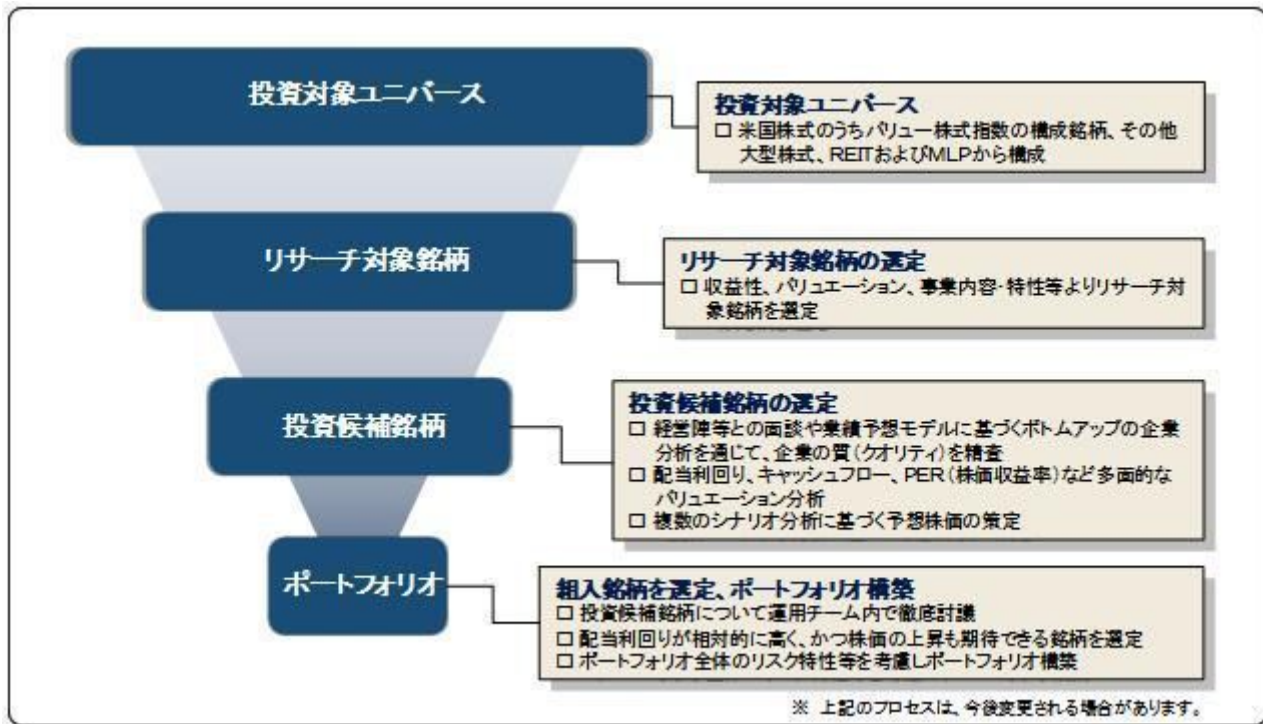 投資対象ユニバース
投資対象ユニバース
□ 米国株式のうちバリュー株式指数の構成銘柄、その他
大型株式、REITおよびMLPから構成
リサーチ対象銘柄
リサーチ対象銘柄の選定
□ 収益性、バリュエーション、事業内容・特性等よりリサーチ対
象銘柄を選定
投資候補銘柄
投資候補銘柄の選定
□ 経営陣等との面談や業績予想モデルに基づくボトムアップの企業
分析を通じて、企業の質(クオリティ)を精査
□ 配当利回り、キャッシュフロー、PER(株価収益率)など多面的な
バリュエーション分析
□ 複数のシナリオ分析に基づく予想株価の策定
ポートフォリオ
組入銘柄を選定、ポートフォリオ構築
□ 投資候補銘柄について運用チーム内で徹底討議
□ 配当利回りが相対的に高く、かつ株価の上昇も期待できる銘柄を選定
□ ポートフォリオ全体のリスク特性等を考慮しポートフォリオ構築
※ 上記のプロセスは、今後変更される場合があります。